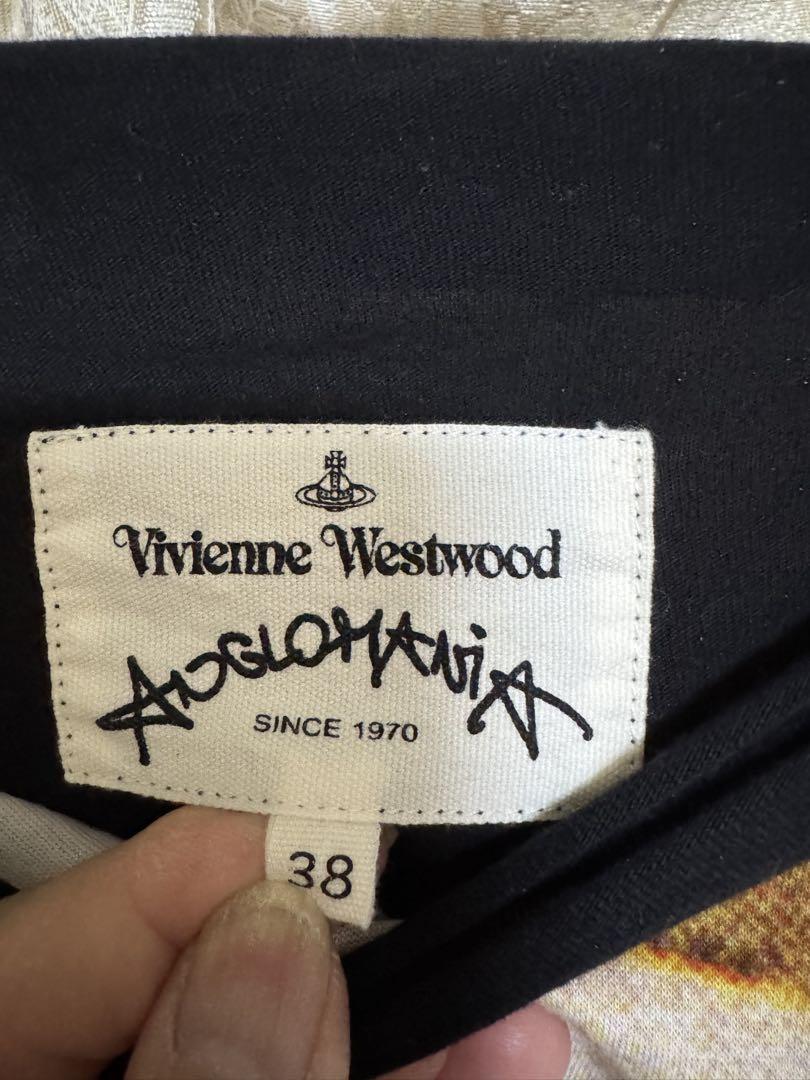 Vivienne Westwood
ANGLOMANiA
SINCE 1970
38